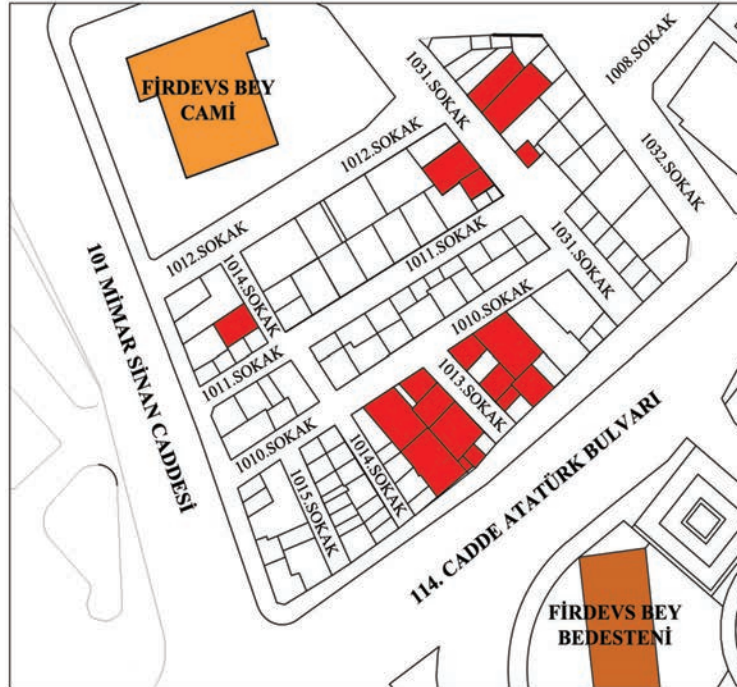 FİRDEVS BEY
CAMİ
1008.SOKAK
1031.SOKAK
1012.SOKAK
1032.SOKAK
1012.SOKAK
1014.SOKAK
1011.SOKAK
1031.SOKAK
101 MİMAR SİNAN CADDESİ
1010.SOKAK
1011.SOKAK
1013.SOKAK
1010.SOKAK
1014.SOKAK
1015.SOKAK
114. CADDE ATATÜRK BULVARI
FİRDEVS BEY
BEDESTENİ